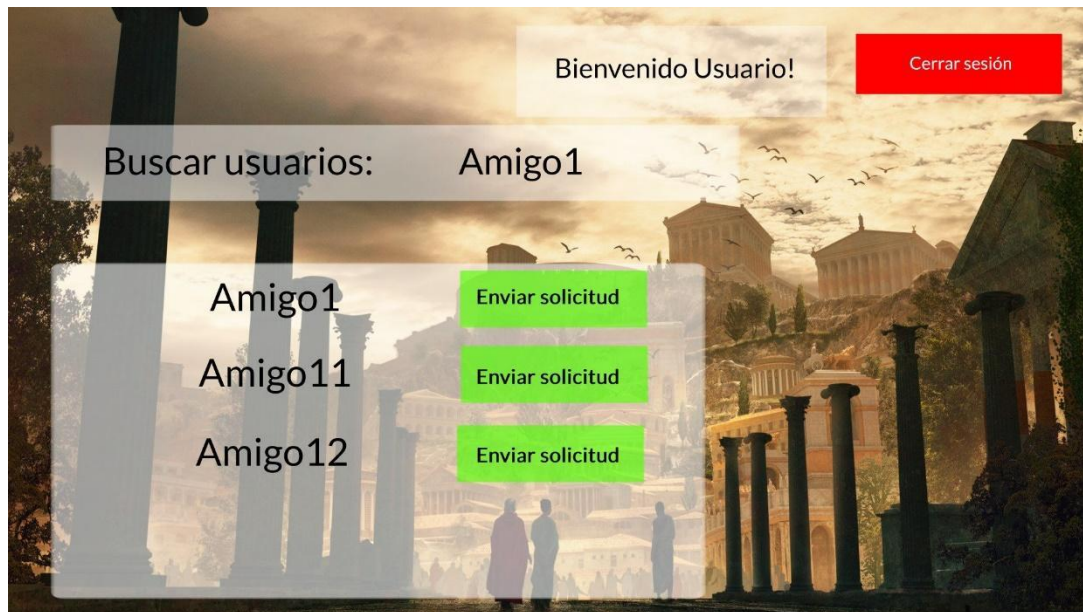 Bienvenido Usuario!
Cerrar sesión
Buscar usuarios: Amigo1
Amigo1 Enviar solicitud
Amigo11 Enviar solicitud
Amigo12 Enviar solicitud